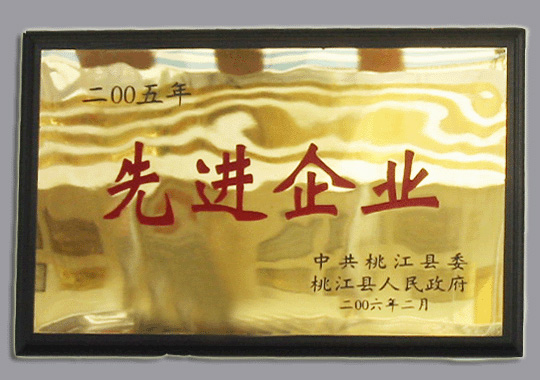 二00五年
先进企业
中共桃江县委
桃江县人民政府
二00六年二月